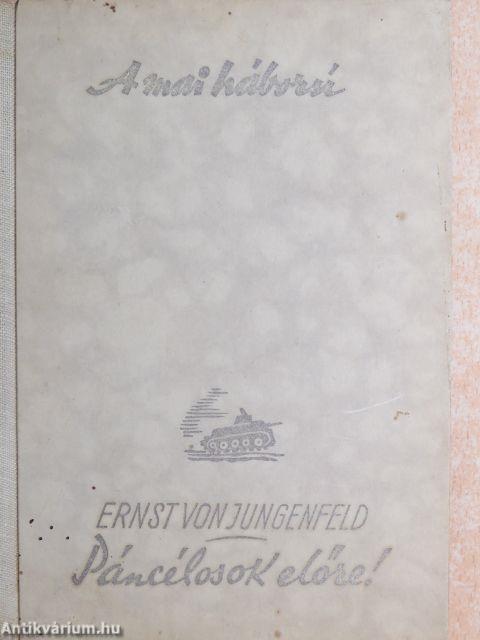 A mai háború
ERNST VON JUNGENFELD
Páncélosok előre!
Antikvárium.hu